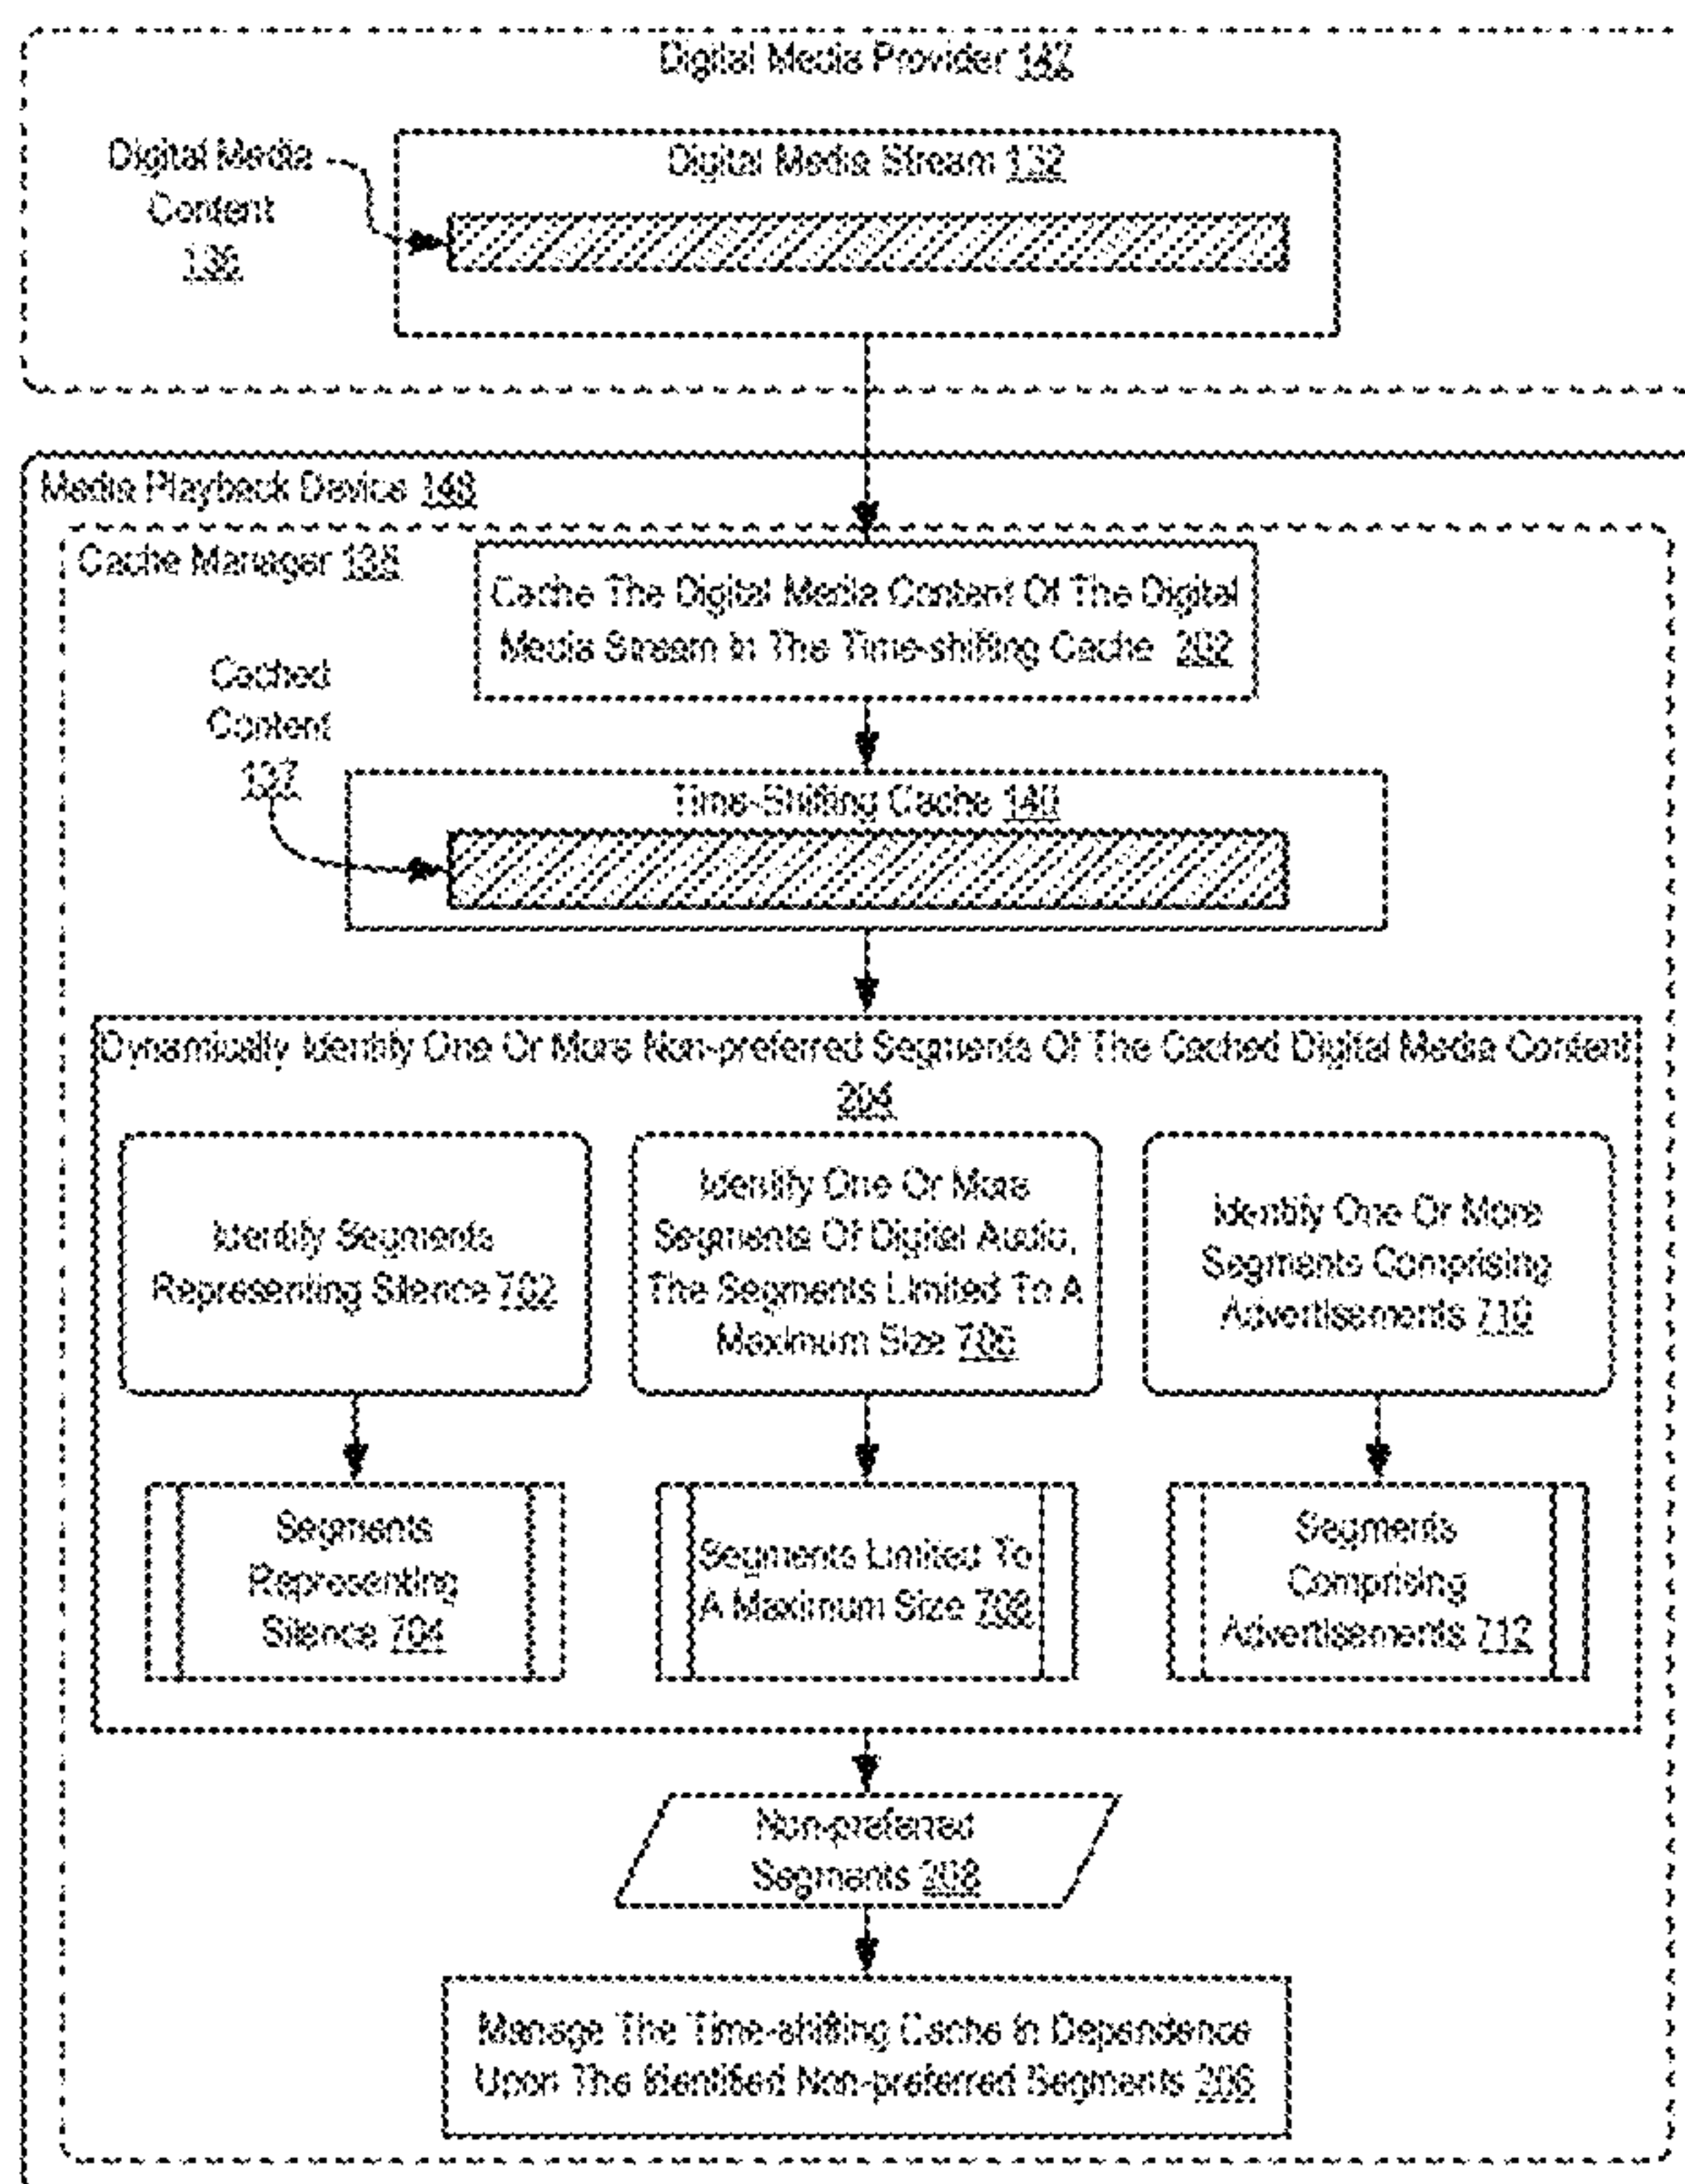 Digital Media Provider 142
Digital Media
Content
136
Digital Media Stream 132
Media Playback Device 148
Cache Manager 138
Cache The Digital Media Content Of The Digital
Media Stream In The Time-shifting Cache 202
Cached
Content
137
Time-Shifting Cache 140
Dynamically Identify One Or More Non-preferred Segments Of The Cached Digital Media Content
204
Identify Segments
Representing Silence 702
Identify One Or More
Segments Of Digital Audio,
The Segments Limited To A
Maximum Size 706
Identify One Or More
Segments Comprising
Advertisements 710
Segments
Representing
Silence 704
Segments Limited To
A Maximum Size 708
Segments
Comprising
Advertisements 712
Non-preferred
Segments 208
Manage The Time-shifting Cache In Dependence
Upon The Identified Non-preferred Segments 206